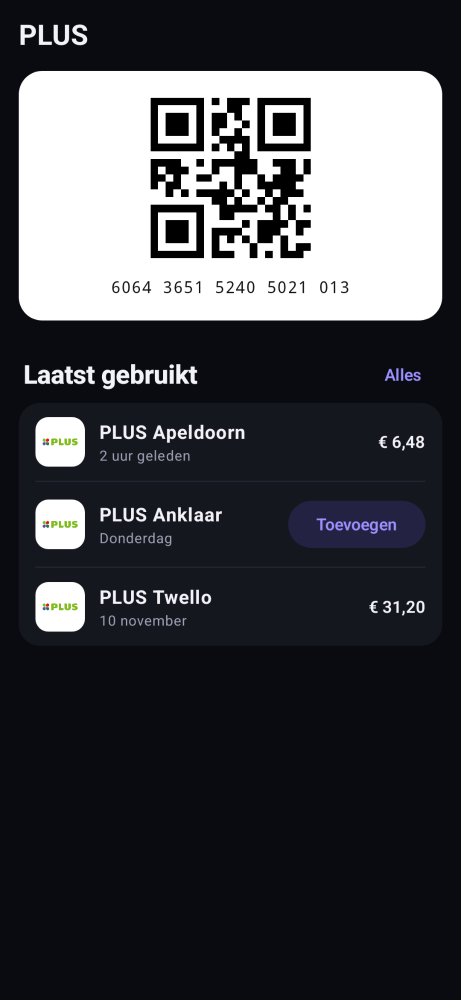 PLUS
6064 3651 5240 5021 013
Laatst gebruikt
Alles
PLUS
PLUS Apeldoorn
2 uur geleden
€ 6,48
PLUS
PLUS Anklaar
Donderdag
Toevoegen
PLUS
PLUS Twello
10 november
€ 31,20